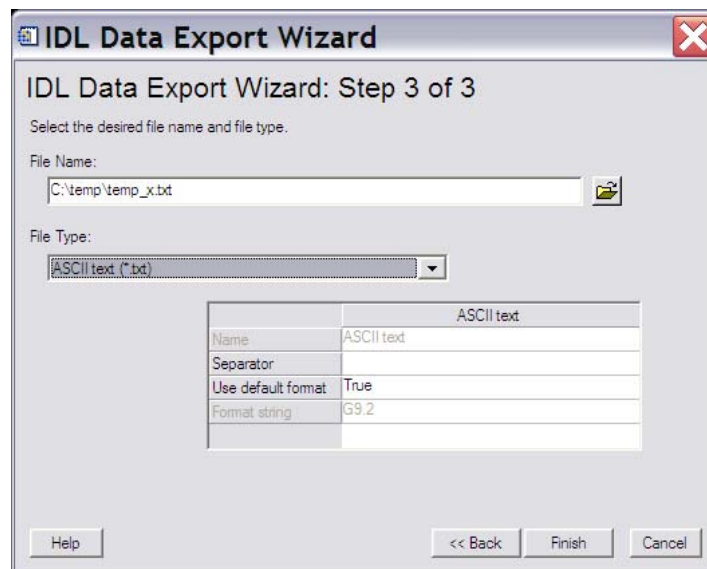 IDL Data Export Wizard
IDL Data Export Wizard: Step 3 of 3
Select the desired file name and file type.
File Name:
C:\temp\temp_x.txt
File Type:
ASCII text (*.txt)
ASCII text
Name ASCII text
Separator
Use default format True
Format string G9.2
Help << Back Finish Cancel